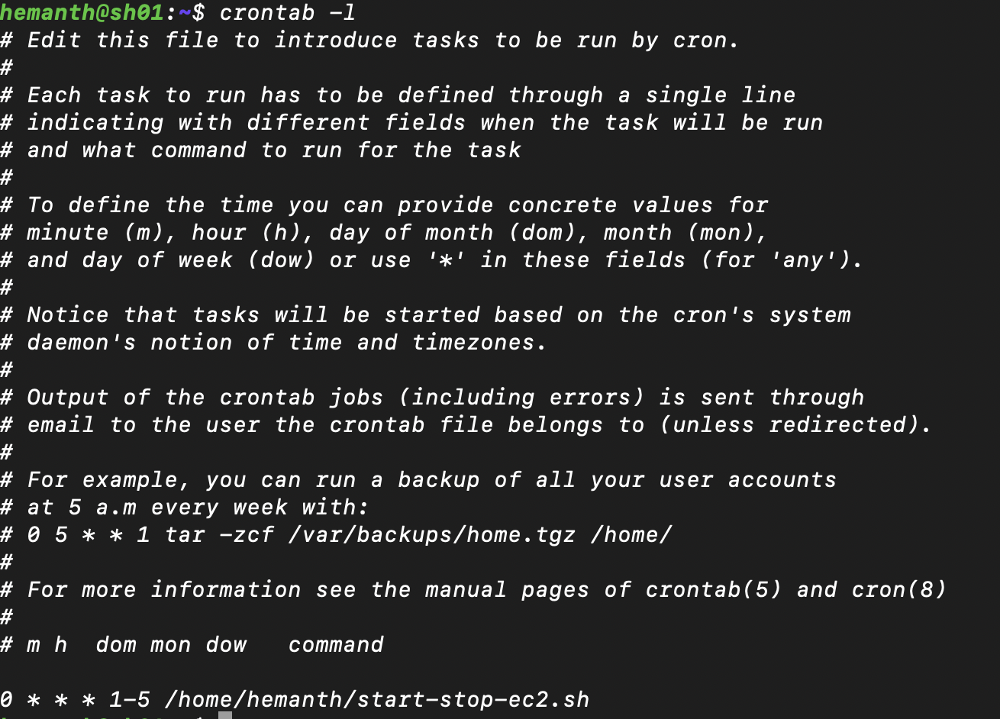 hemanth@sh01:~$ crontab -l
# Edit this file to introduce tasks to be run by cron.
#
# Each task to run has to be defined through a single line
# indicating with different fields when the task will be run
# and what command to run for the task
#
# To define the time you can provide concrete values for
# minute (m), hour (h), day of month (dom), month (mon),
# and day of week (dow) or use '*' in these fields (for 'any').
#
# Notice that tasks will be started based on the cron's system
# daemon's notion of time and timezones.
#
# Output of the crontab jobs (including errors) is sent through
# email to the user the crontab file belongs to (unless redirected).
#
# For example, you can run a backup of all your user accounts
# at 5 a.m every week with:
# 0 5 * * 1 tar -zcf /var/backups/home.tgz /home/
#
# For more information see the manual pages of crontab(5) and cron(8)
#
# m h  dom mon dow   command
0 * * * 1-5 /home/hemanth/start-stop-ec2.sh